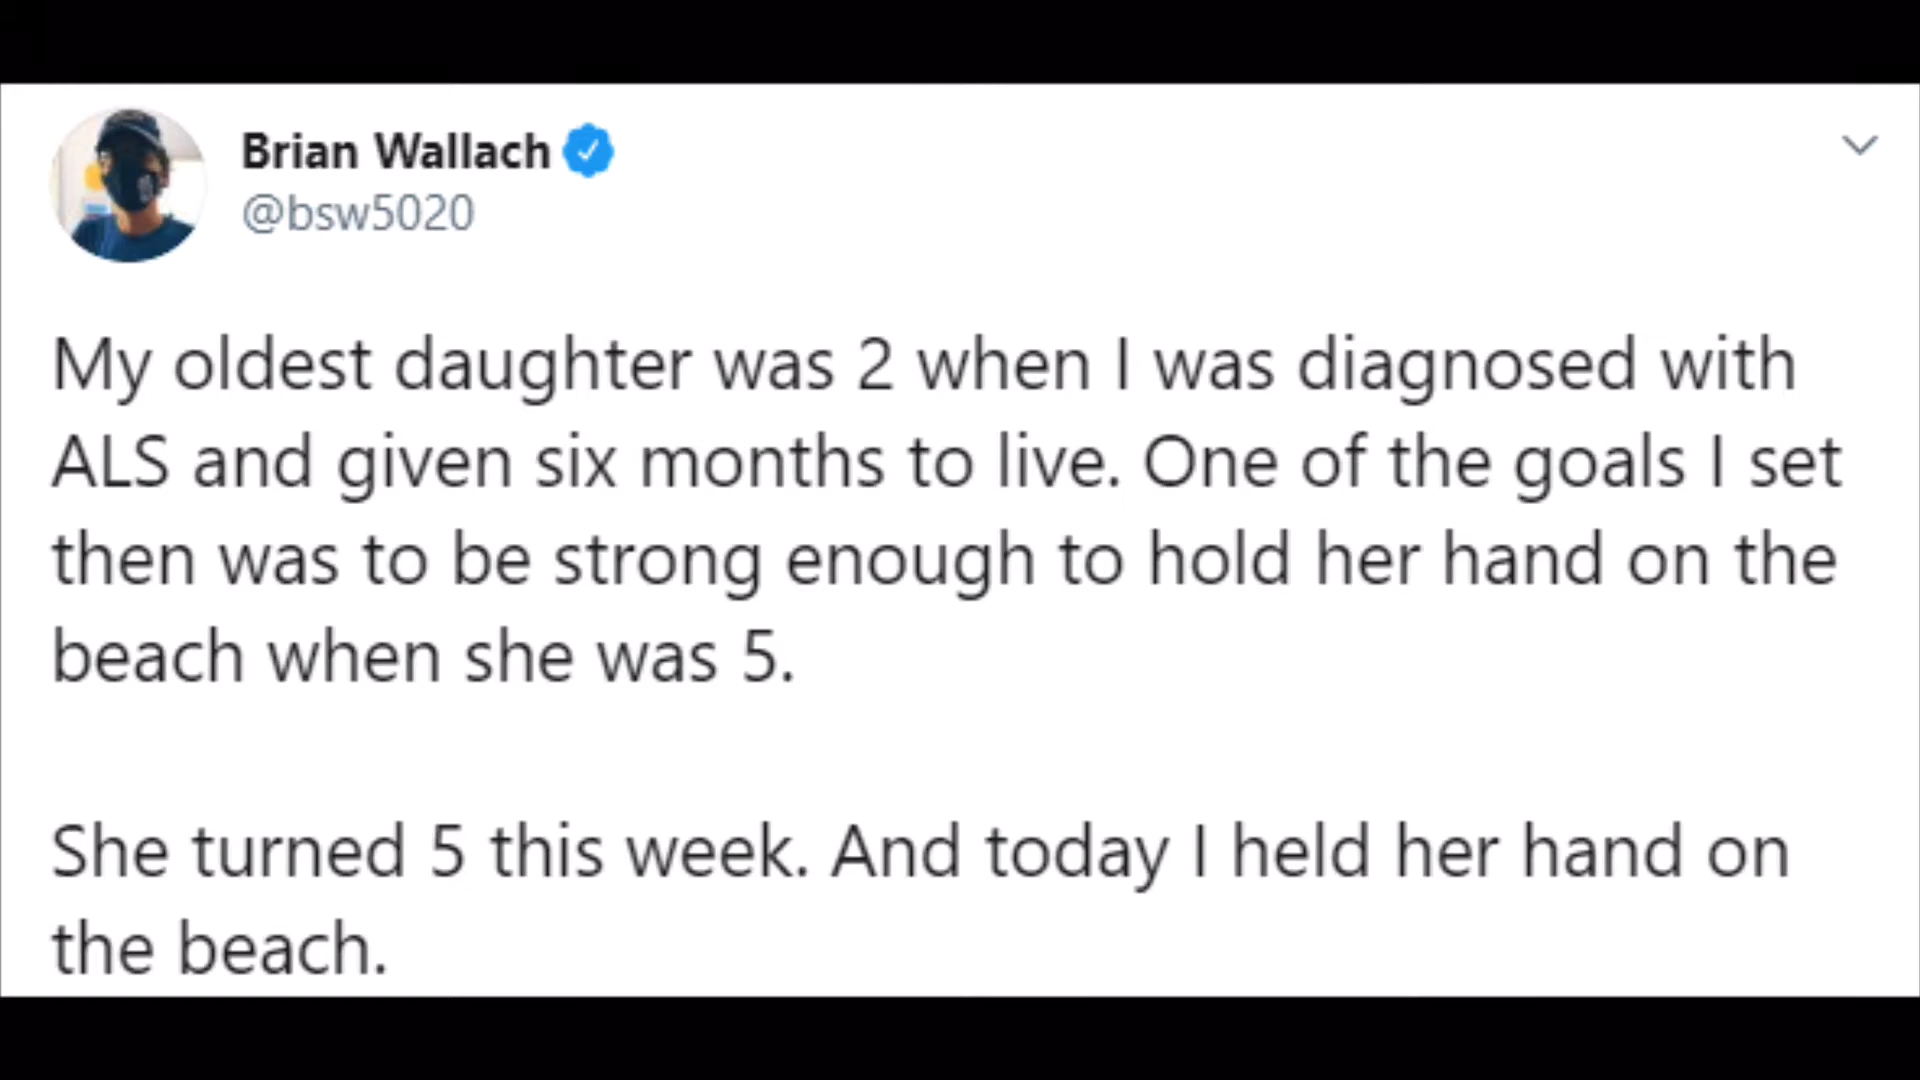 Brian Wallach
@bsw5020
My oldest daughter was 2 when I was diagnosed with
ALS and given six months to live. One of the goals I set
then was to be strong enough to hold her hand on the
beach when she was 5.
She turned 5 this week. And today I held her hand on
the beach.